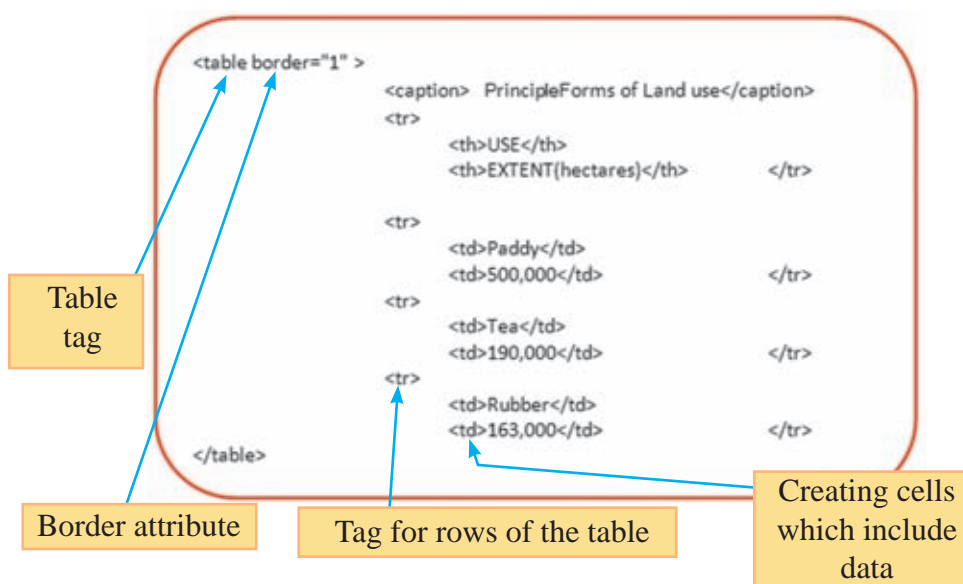 <table border="1" >
<caption> PrincipleForms of Land use</caption>
<tr>
<th>USE</th>
<th>EXTENT(hectares)</th> </tr>
<tr>
<td>Paddy</td>
<td>500,000</td> </tr>
<tr>
<td>Tea</td>
<td>190,000</td> </tr>
<tr>
<td>Rubber</td>
<td>163,000</td> </tr>
</table>
Table
tag
Border attribute
Tag for rows of the table
Creating cells
which include
data